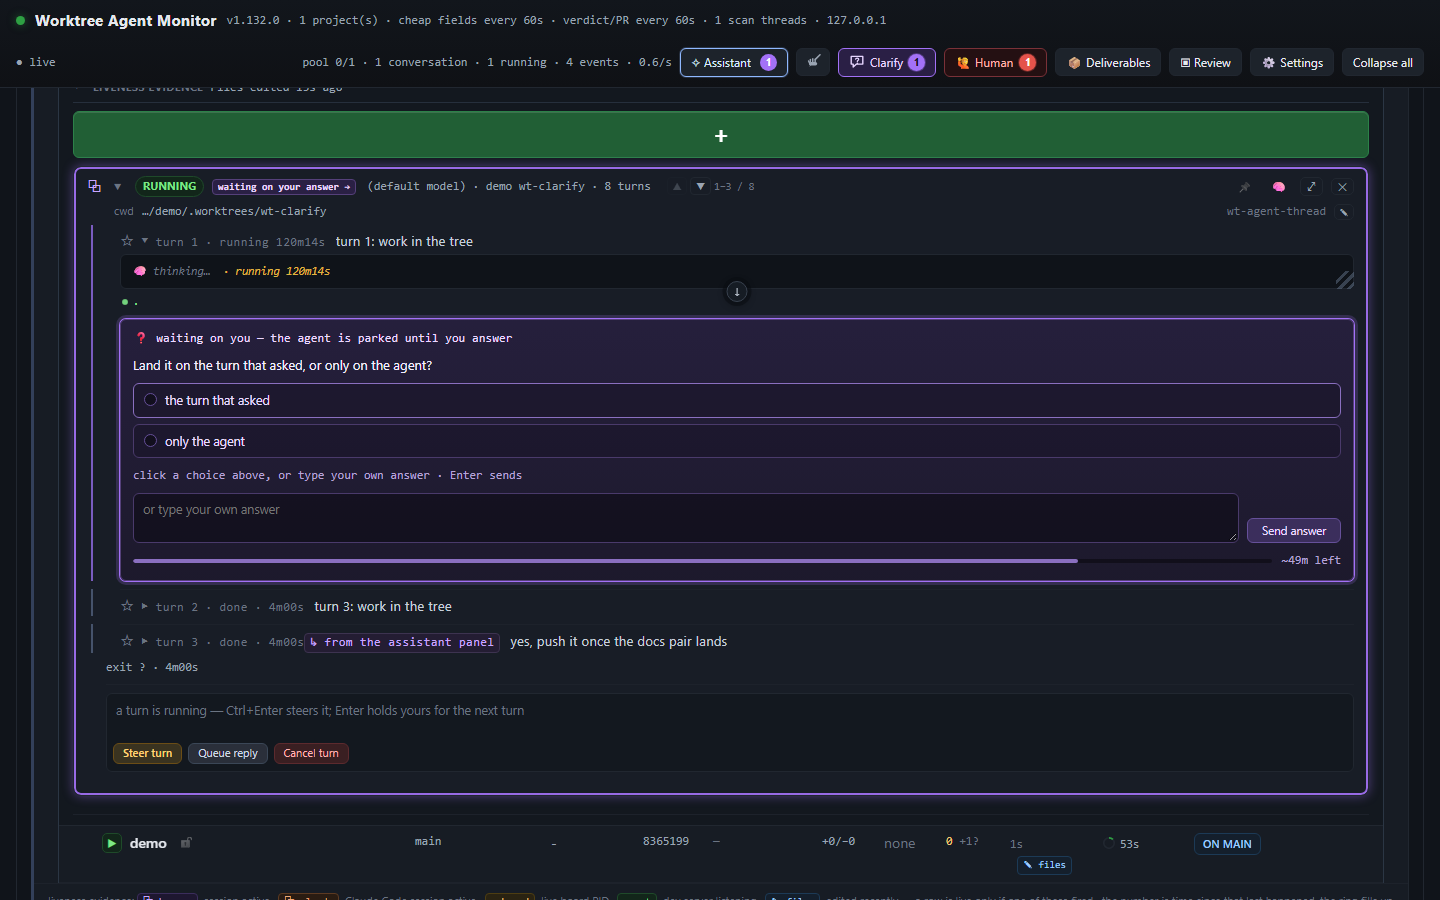 Worktree Agent Monitor v1.132.0 · 1 project(s) · cheap fields every 60s · verdict/PR every 60s · 1 scan threads · 127.0.0.1
live pool 0/1 · 1 conversation · 1 running · 4 events · 0.6/s Assistant 1 Clarify 1 Human 1 Deliverables Review Settings Collapse all
LIVENESS EVIDENCE Files edited 19s ago
+
RUNNING waiting on your answer → (default model) · demo wt-clarify · 8 turns ▲ ▼ 1–3 / 8
cwd …/demo/.worktrees/wt-clarify wt-agent-thread
turn 1 · running 120m14s turn 1: work in the tree
thinking… · running 120m14s
.
? waiting on you — the agent is parked until you answer
Land it on the turn that asked, or only on the agent?
the turn that asked
only the agent
click a choice above, or type your own answer · Enter sends
or type your own answer
Send answer
~49m left
turn 2 · done · 4m00s turn 3: work in the tree
turn 3 · done · 4m00s ↳ from the assistant panel yes, push it once the docs pair lands
exit ? · 4m00s
a turn is running — Ctrl+Enter steers it; Enter holds yours for the next turn
Steer turn Queue reply Cancel turn
demo main - 8365199 — +0/−0 none 0 +1? 1s 53s ON MAIN
files